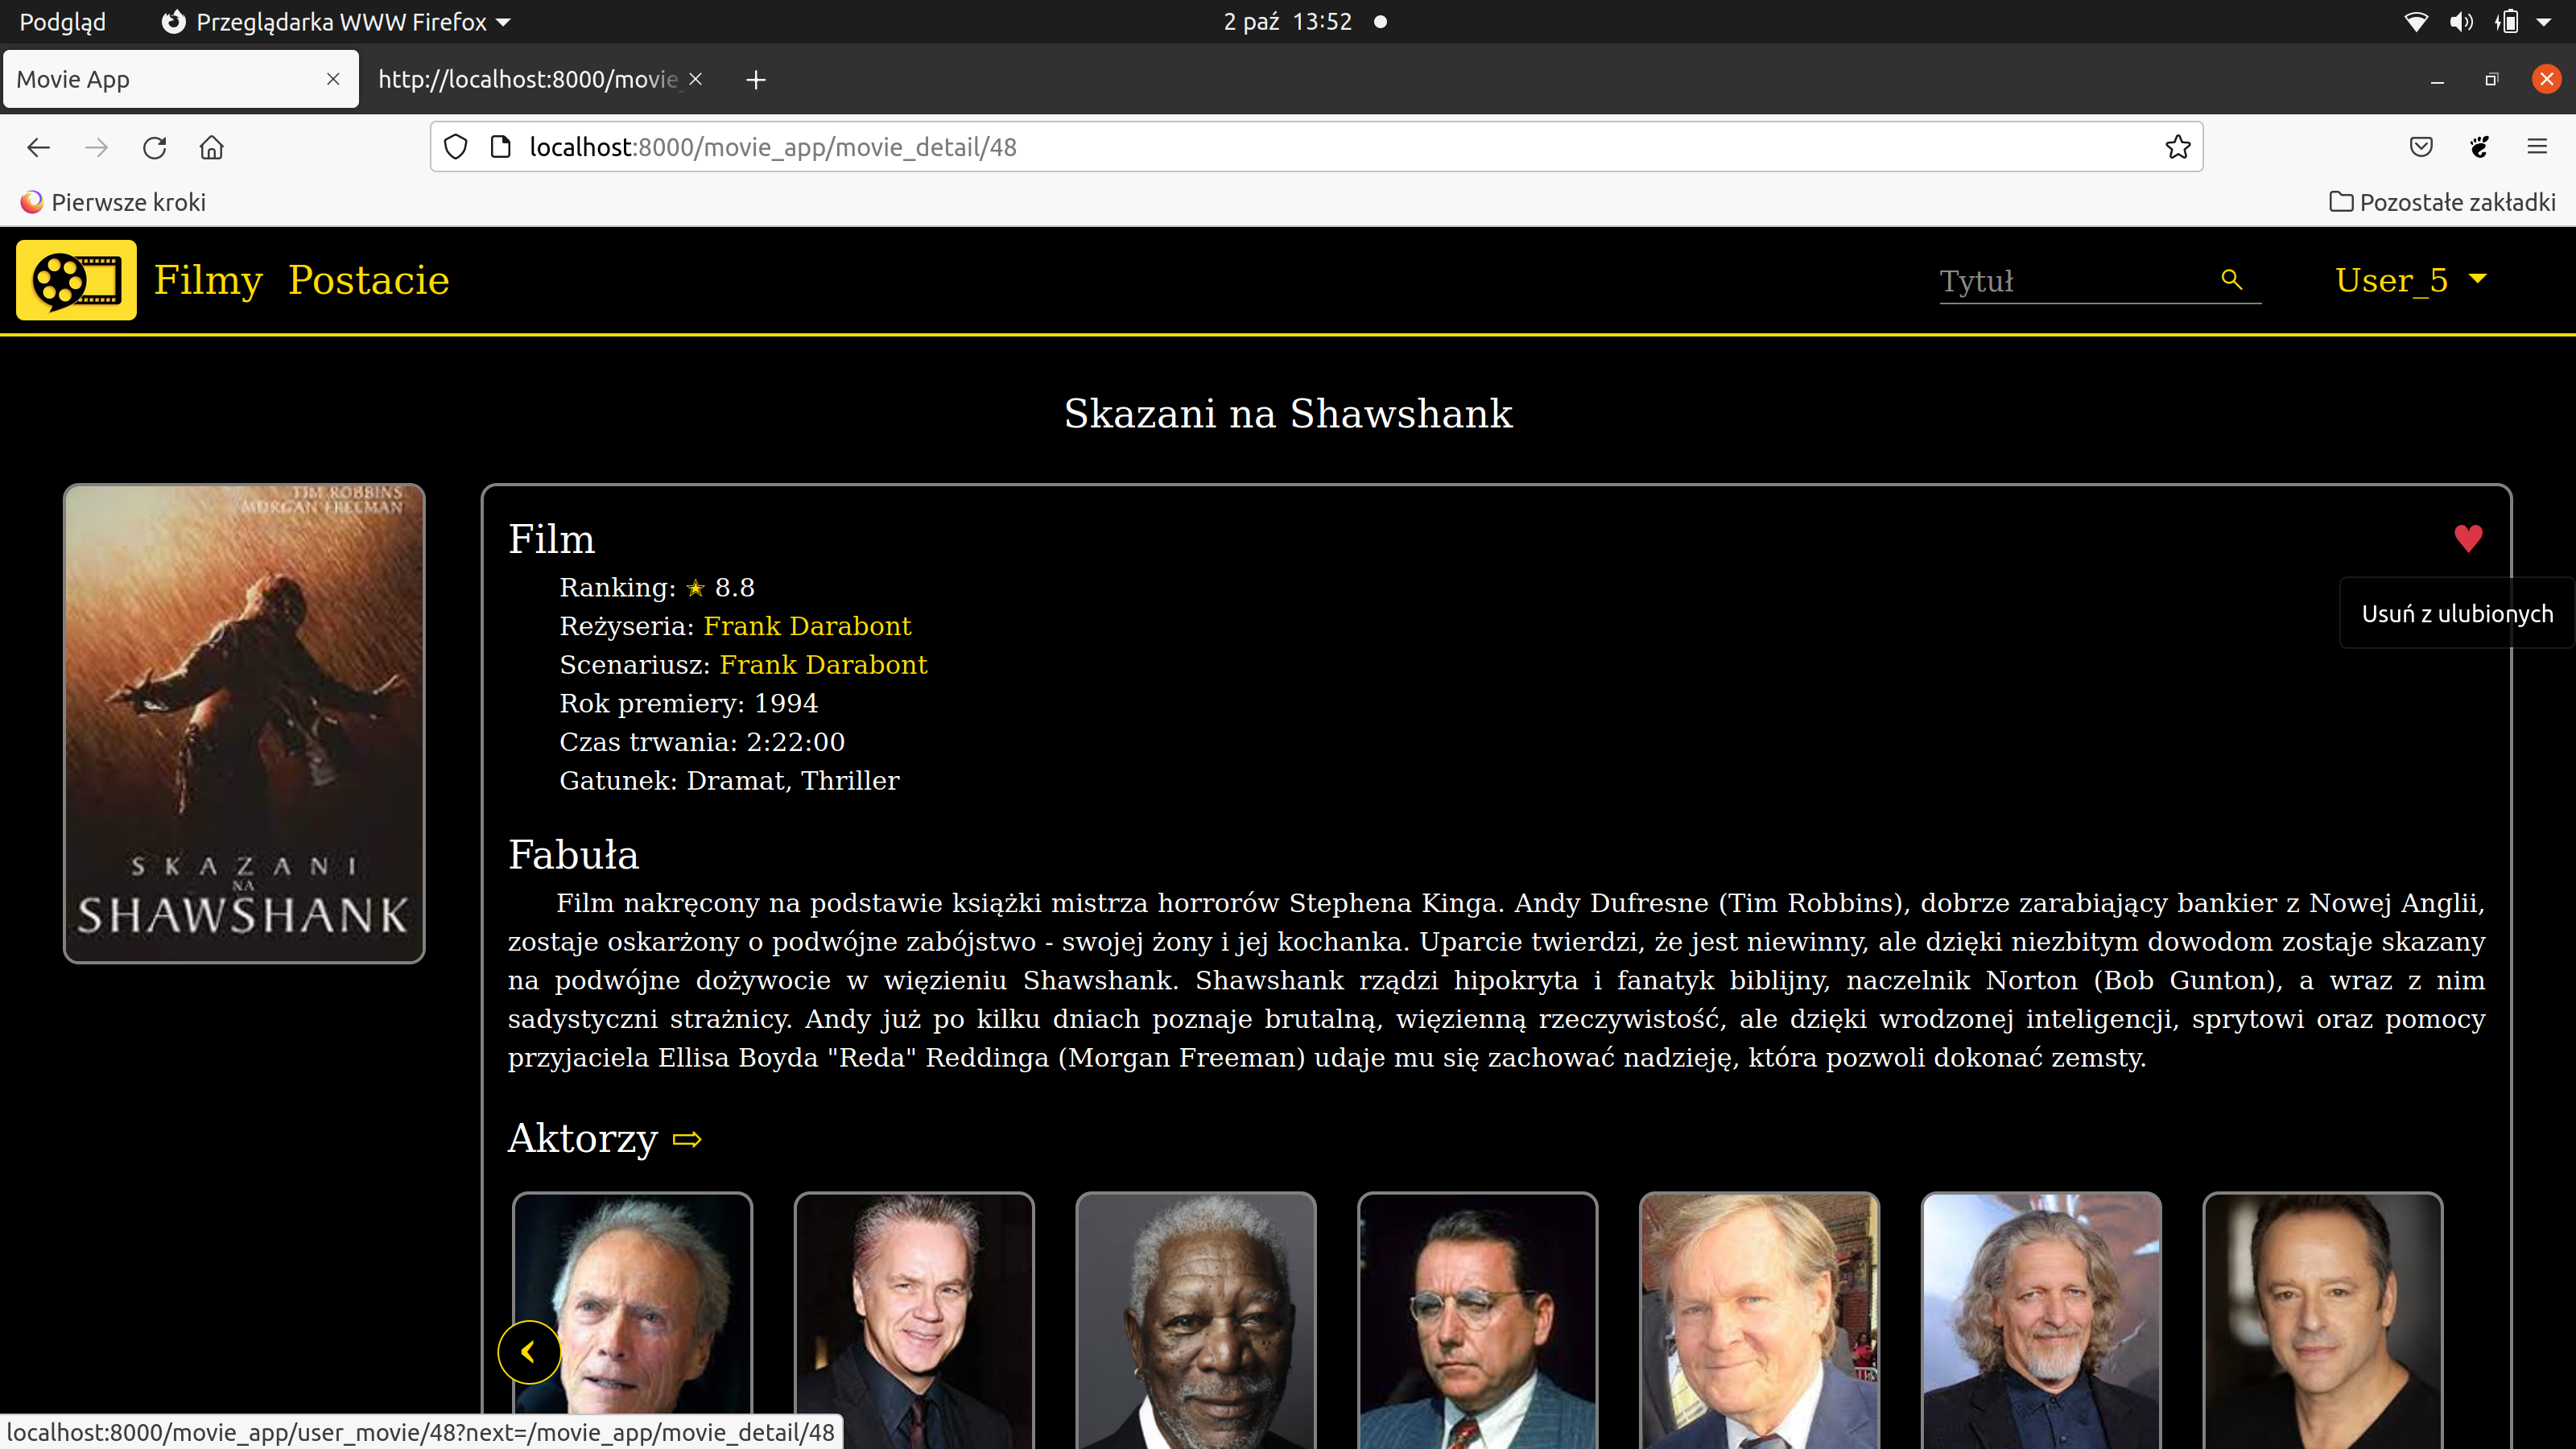 Podgląd Przeglądarka WWW Firefox 2 paź 13:52
Movie App http://localhost:8000/movie_
localhost:8000/movie_app/movie_detail/48
Pierwsze kroki Pozostałe zakładki
Filmy Postacie Tytuł User_5
Skazani na Shawshank
TIM ROBBINS
MORGAN FREEMAN
SKAZANI
NA
SHAWSHANK
Film
Ranking: 8.8
Reżyseria: Frank Darabont
Scenariusz: Frank Darabont
Rok premiery: 1994
Czas trwania: 2:22:00
Gatunek: Dramat, Thriller
Usuń z ulubionych
Fabuła
Film nakręcony na podstawie książki mistrza horrorów Stephena Kinga. Andy Dufresne (Tim Robbins), dobrze zarabiający bankier z Nowej Anglii,
zostaje oskarżony o podwójne zabójstwo - swojej żony i jej kochanka. Uparcie twierdzi, że jest niewinny, ale dzięki niezbitym dowodom zostaje skazany
na podwójne dożywocie w więzieniu Shawshank. Shawshank rządzi hipokryta i fanatyk biblijny, naczelnik Norton (Bob Gunton), a wraz z nim
sadystyczni strażnicy. Andy już po kilku dniach poznaje brutalną, więzienną rzeczywistość, ale dzięki wrodzonej inteligencji, sprytowi oraz pomocy
przyjaciela Ellisa Boyda "Reda" Reddinga (Morgan Freeman) udaje mu się zachować nadzieję, która pozwoli dokonać zemsty.
Aktorzy ⇨
localhost:8000/movie_app/user_movie/48?next=/movie_app/movie_detail/48